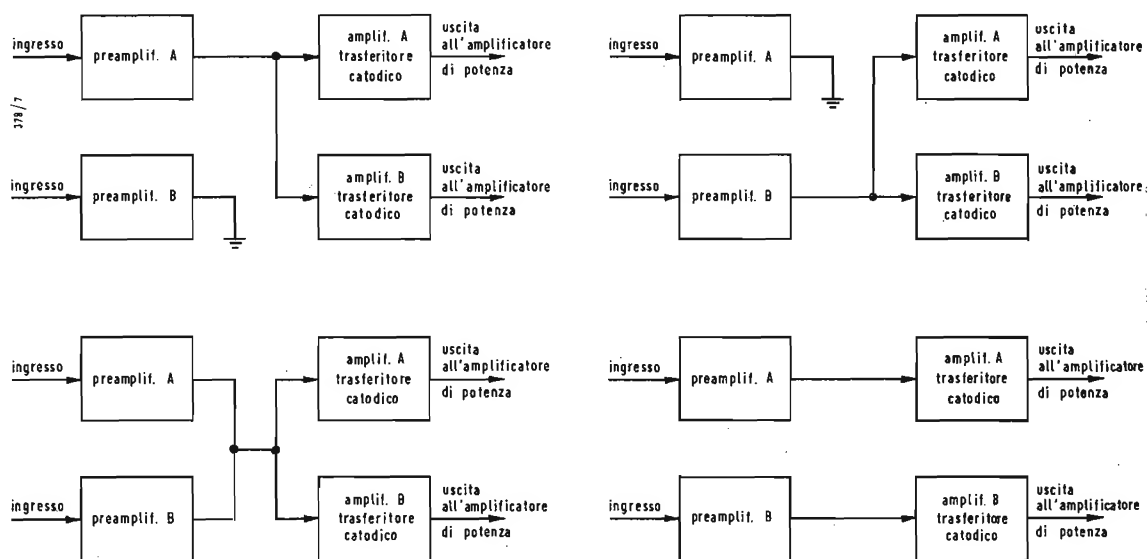 ingresso
preamplif. A
amplif. A
trasferitore
catodico
uscita
all'amplificatore
di potenza
378/7
ingresso
preamplif. B
amplif. B
trasferitore
catodico
uscita
all'amplificatore
di potenza
ingresso
preamplif. A
amplif. A
trasferitore
catodico
uscita
all'amplificatore
di potenza
ingresso
preamplif. B
amplif. B
trasferitore
catodico
uscita
all'amplificatore
di potenza
ingresso
preamplif. A
amplif. A
trasferitore
catodico
uscita
all'amplificatore
di potenza
ingresso
preamplif. B
amplif. B
trasferitore
catodico
uscita
all'amplificatore
di potenza
ingresso
preamplif. A
amplif. A
trasferitore
catodico
uscita
all'amplificatore
di potenza
ingresso
preamplif. B
amplif. B
trasferitore
catodico
uscita
all'amplificatore
di potenza